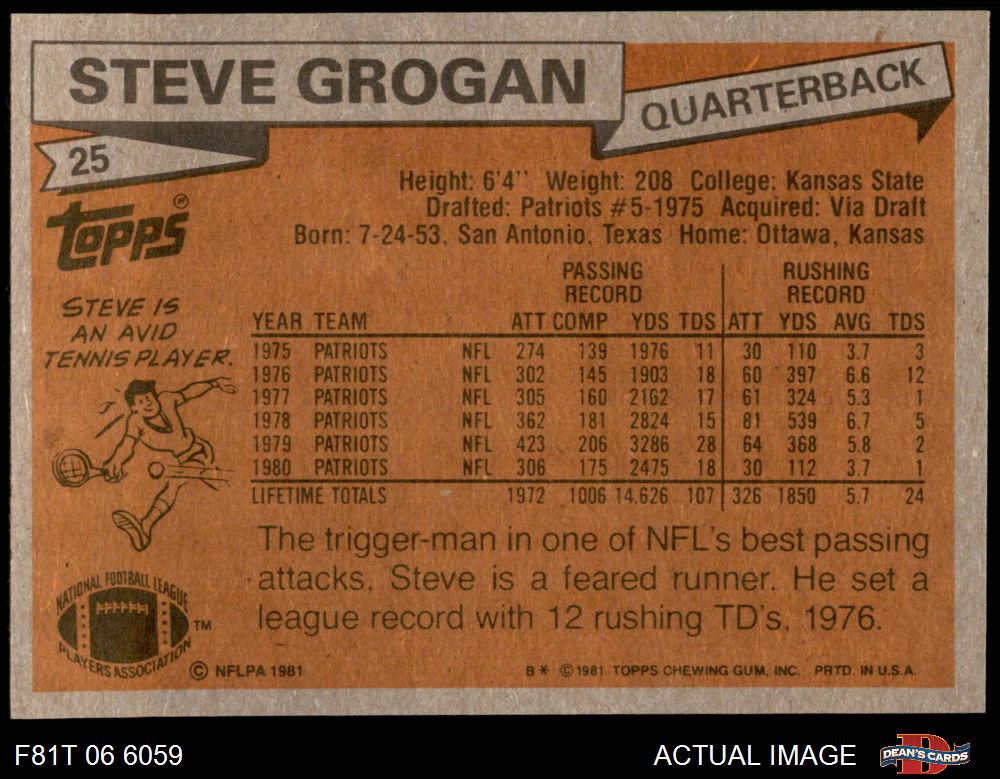 STEVE GROGAN
QUARTERBACK
25
Topps®
Height: 6'4'' Weight: 208 College: Kansas State
Drafted: Patriots #5-1975 Acquired: Via Draft
Born: 7-24-53, San Antonio, Texas Home: Ottawa, Kansas
STEVE IS
AN AVID
TENNIS PLAYER.
PASSING RUSHING
RECORD RECORD
YEAR TEAM ATT COMP YDS TDS ATT YDS AVG TDS
1975 PATRIOTS NFL 274 139 1976 11 30 110 3.7 3
1976 PATRIOTS NFL 302 145 1903 18 60 397 6.6 12
1977 PATRIOTS NFL 305 160 2162 17 61 324 5.3 1
1978 PATRIOTS NFL 362 181 2824 15 81 539 6.7 5
1979 PATRIOTS NFL 423 206 3286 28 64 368 5.8 2
1980 PATRIOTS NFL 306 175 2475 18 30 112 3.7 1
LIFETIME TOTALS 1972 1006 14,626 107 326 1850 5.7 24
The trigger-man in one of NFL's best passing
attacks, Steve is a feared runner. He set a
league record with 12 rushing TD's, 1976.
NATIONAL FOOTBALL LEAGUE
PLAYERS ASSOCIATION
TM
© NFLPA 1981
B * © 1981 TOPPS CHEWING GUM, INC. PRTD. IN U.S.A.
F81T 06 6059
ACTUAL IMAGE
D
DEAN'S CARDS